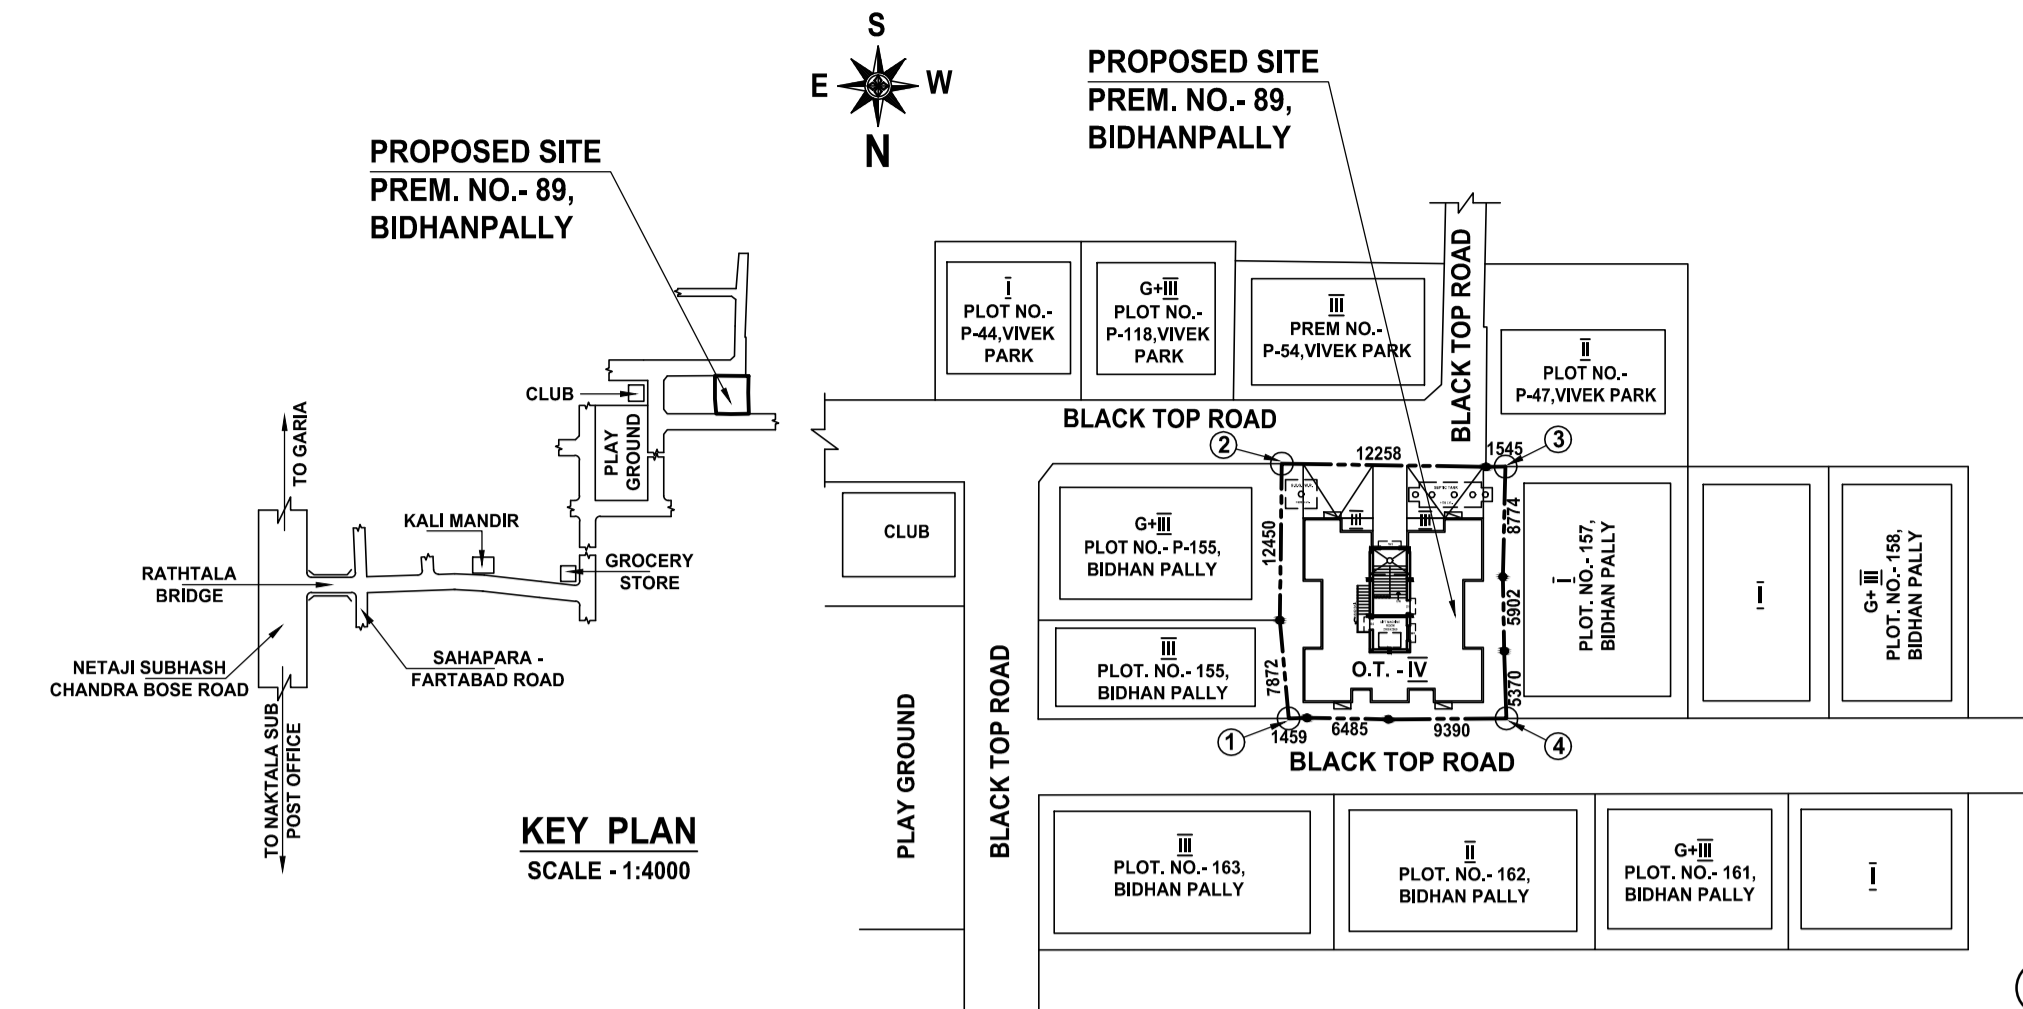 S
E
W
N
PROPOSED SITE
PREM. NO.- 89,
BIDHANPALLY
CLUB
PLAY
GROUND
TO GARIA
KALI MANDIR
GROCERY
STORE
RATHTALA
BRIDGE
NETAJI SUBHASH
CHANDRA BOSE ROAD
SAHAPARA -
FARTABAD ROAD
TO NAKTALA SUB
POST OFFICE
KEY PLAN
SCALE - 1:4000
PROPOSED SITE
PREM. NO.- 89,
BIDHANPALLY
I
PLOT NO.-
P-44,VIVEK
PARK
G+III
PLOT NO.-
P-118,VIVEK
PARK
III
PREM NO.-
P-54,VIVEK PARK
BLACK TOP ROAD
II
PLOT NO.-
P-47,VIVEK PARK
BLACK TOP ROAD
2
12258
1545
3
CLUB
G+III
PLOT NO.- P-155,
BIDHAN PALLY
12450
III
III
8774
5902
5370
III
PLOT. NO.- 155,
BIDHAN PALLY
7872
O.T. - IV
I
PLOT. NO.- 157,
BIDHAN PALLY
I
G+ III
PLOT. NO.- 158,
BIDHAN PALLY
1
1459
6485
9390
4
BLACK TOP ROAD
PLAY GROUND
BLACK TOP ROAD
III
PLOT. NO.- 163,
BIDHAN PALLY
II
PLOT. NO.- 162,
BIDHAN PALLY
G+III
PLOT. NO.- 161,
BIDHAN PALLY
I